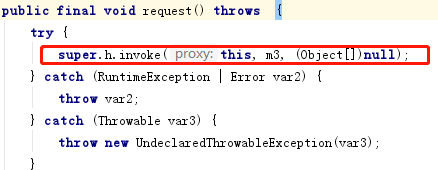 public final void request() throws  {
    try {
        super.h.invoke( proxy: this, m3, (Object[])null);
    } catch (RuntimeException | Error var2) {
        throw var2;
    } catch (Throwable var3) {
        throw new UndeclaredThrowableException(var3);
    }